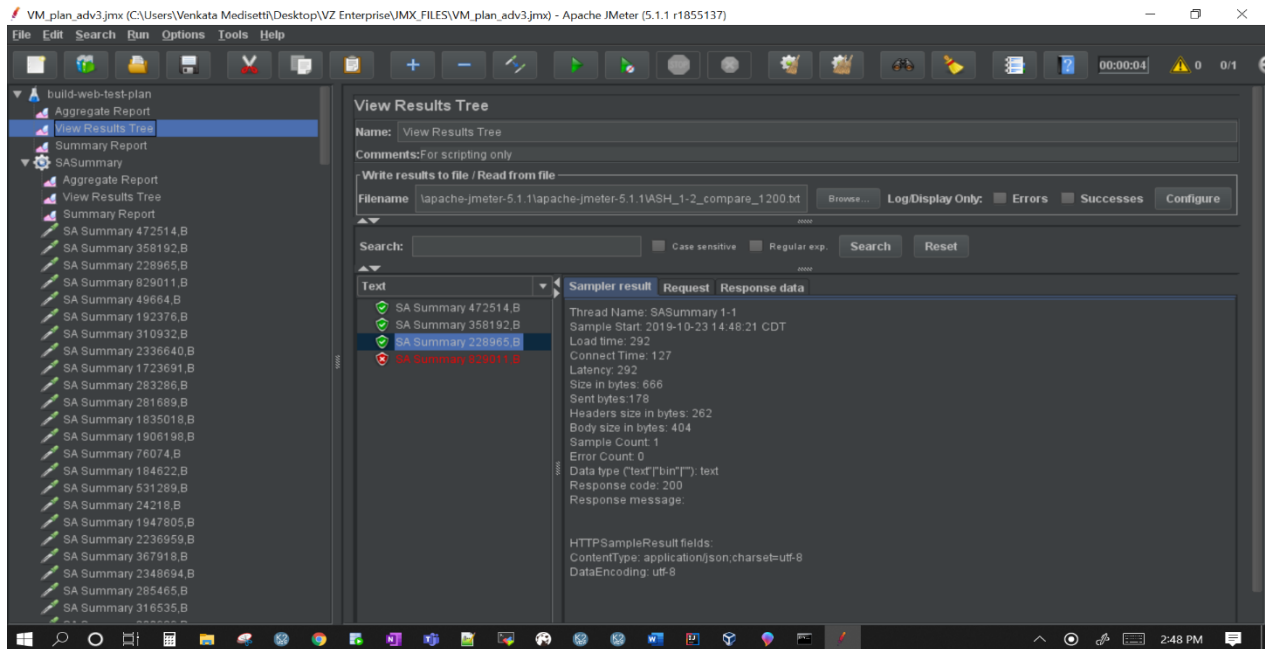 VM_plan_adv3.jmx (C:\Users\Venkata Medisetti\Desktop\VZ Enterprise\JMX_FILES\VM_plan_adv3.jmx) - Apache JMeter (5.1.1 r1855137)
File Edit Search Run Options Tools Help
00:00:04 0 0/1
build-web-test-plan
Aggregate Report
View Results Tree
Summary Report
SASummary
Aggregate Report
View Results Tree
Summary Report
SA Summary 472514,B
SA Summary 358192,B
SA Summary 228965,B
SA Summary 829011,B
SA Summary 49664,B
SA Summary 192376,B
SA Summary 310932,B
SA Summary 2336640,B
SA Summary 1723691,B
SA Summary 283286,B
SA Summary 281689,B
SA Summary 1835018,B
SA Summary 1906198,B
SA Summary 76074,B
SA Summary 184622,B
SA Summary 531289,B
SA Summary 24218,B
SA Summary 1947805,B
SA Summary 2236959,B
SA Summary 367918,B
SA Summary 2348694,B
SA Summary 285465,B
SA Summary 316535,B
View Results Tree
Name: View Results Tree
Comments:For scripting only
Write results to file / Read from file
Filename \apache-jmeter-5.1.1\apache-jmeter-5.1.1\ASH_1-2_compare_1200.txt Browse... Log/Display Only: Errors Successes Configure
Search: Case sensitive Regular exp. Search Reset
Text
SA Summary 472514,B
SA Summary 358192,B
SA Summary 228965,B
SA Summary 829011,B
Sampler result Request Response data
Thread Name: SASummary 1-1
Sample Start: 2019-10-23 14:48:21 CDT
Load time: 292
Connect Time: 127
Latency: 292
Size in bytes: 666
Sent bytes:178
Headers size in bytes: 262
Body size in bytes: 404
Sample Count: 1
Error Count: 0
Data type ("text"|"bin"|""): text
Response code: 200
Response message:
HTTPSampleResult fields:
ContentType: application/json;charset=utf-8
DataEncoding: utf-8
2:48 PM